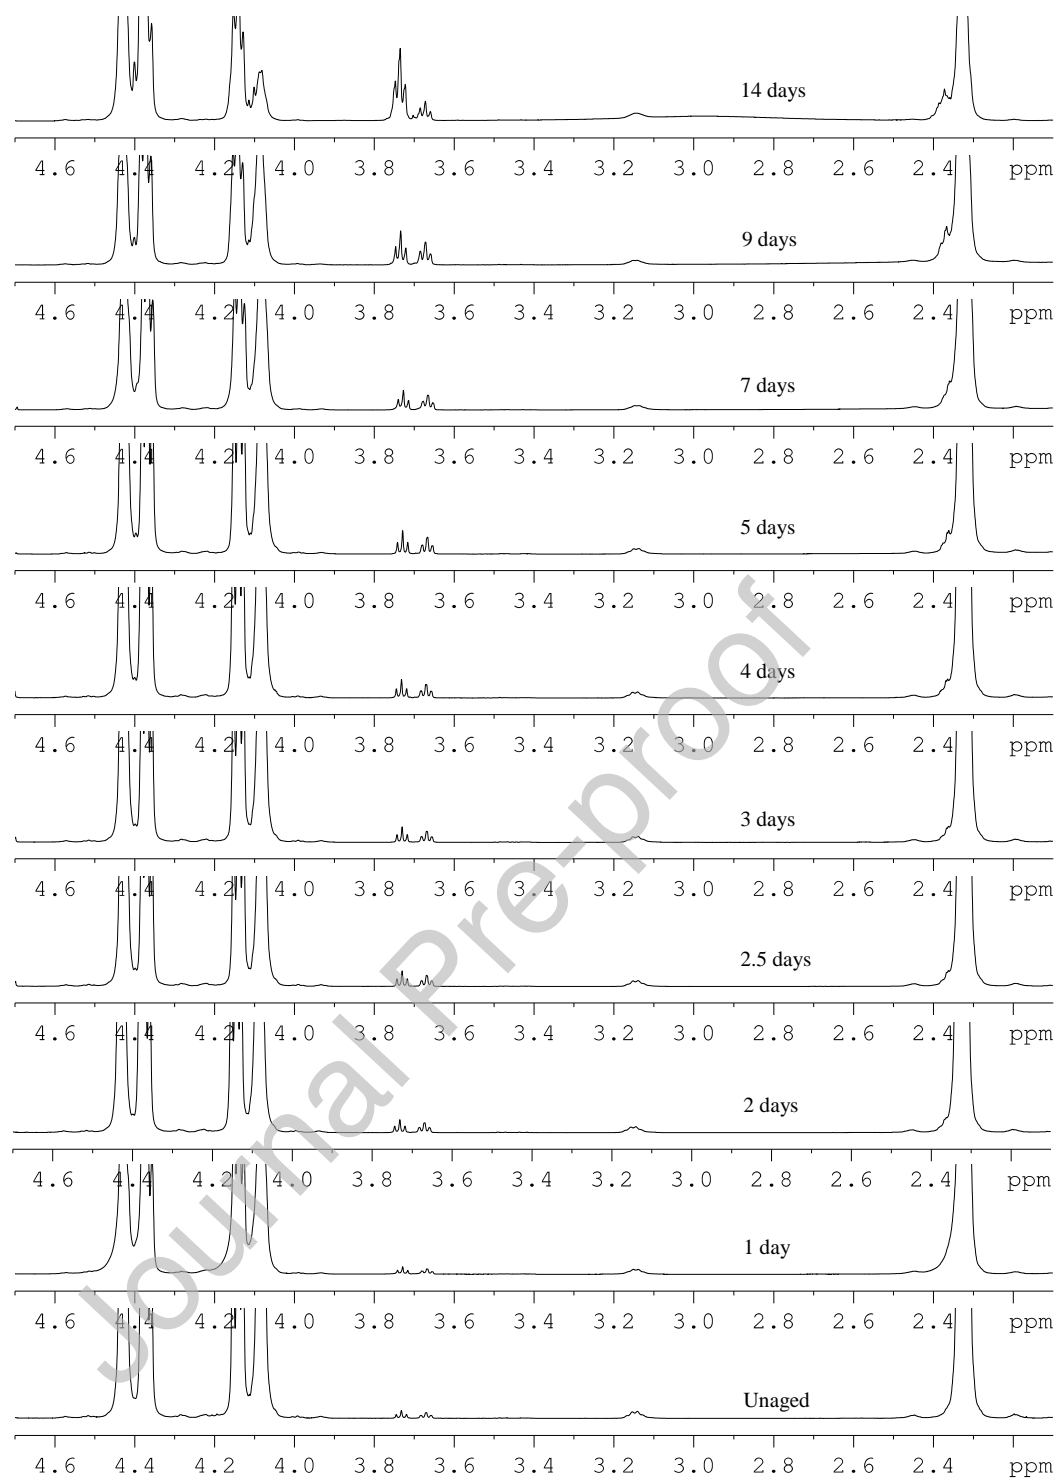 14 days
4.6 4.4 4.2 4.0 3.8 3.6 3.4 3.2 3.0 2.8 2.6 2.4 ppm
9 days
4.6 4.4 4.2 4.0 3.8 3.6 3.4 3.2 3.0 2.8 2.6 2.4 ppm
7 days
4.6 4.4 4.2 4.0 3.8 3.6 3.4 3.2 3.0 2.8 2.6 2.4 ppm
5 days
4.6 4.4 4.2 4.0 3.8 3.6 3.4 3.2 3.0 2.8 2.6 2.4 ppm
4 days
4.6 4.4 4.2 4.0 3.8 3.6 3.4 3.2 3.0 2.8 2.6 2.4 ppm
3 days
4.6 4.4 4.2 4.0 3.8 3.6 3.4 3.2 3.0 2.8 2.6 2.4 ppm
2.5 days
4.6 4.4 4.2 4.0 3.8 3.6 3.4 3.2 3.0 2.8 2.6 2.4 ppm
2 days
4.6 4.4 4.2 4.0 3.8 3.6 3.4 3.2 3.0 2.8 2.6 2.4 ppm
1 day
4.6 4.4 4.2 4.0 3.8 3.6 3.4 3.2 3.0 2.8 2.6 2.4 ppm
Unaged
4.6 4.4 4.2 4.0 3.8 3.6 3.4 3.2 3.0 2.8 2.6 2.4 ppm
Journal Pre-proof